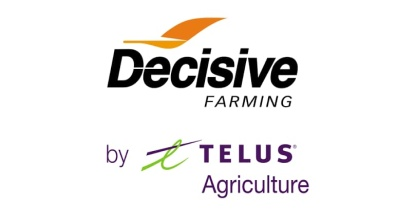 Decisive
FARMING
by TELUS®
Agriculture